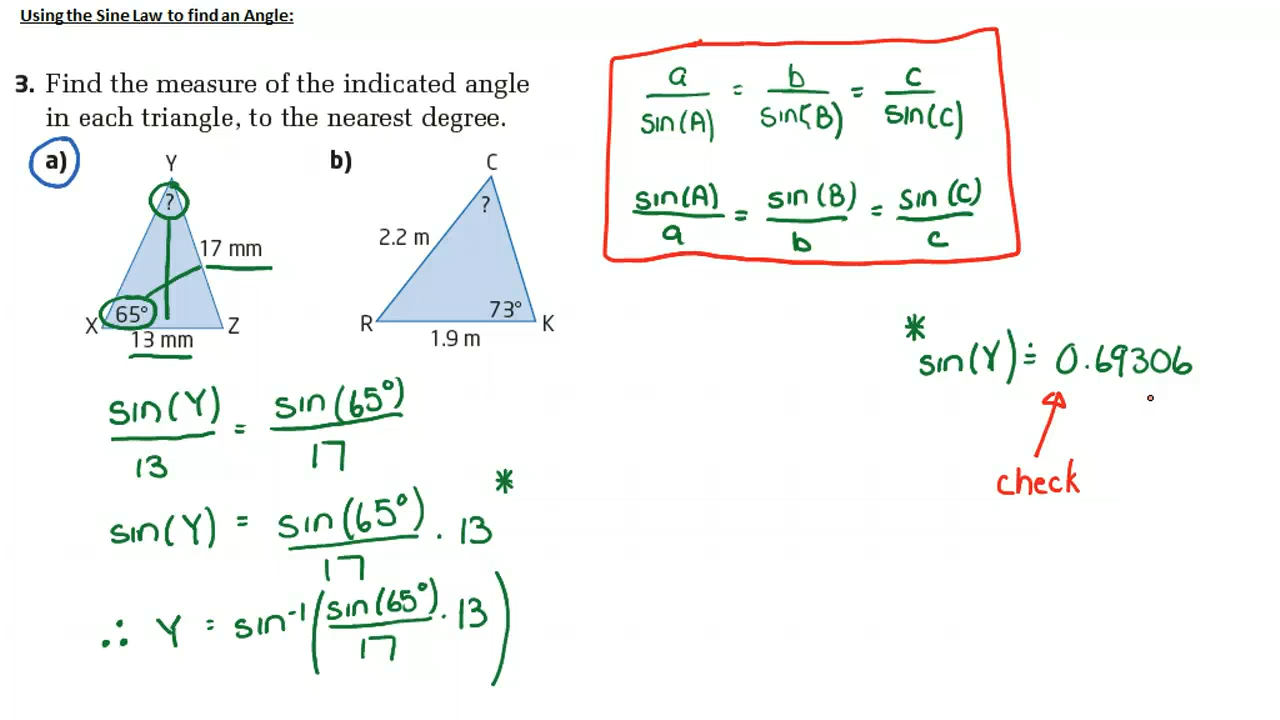 Using the Sine Law to find an Angle:
3. Find the measure of the indicated angle
in each triangle, to the nearest degree.
a)
Y
?
17 mm
65°
X
Z
13 mm
b)
C
?
2.2 m
73°
R
K
1.9 m
a/sin(A) = b/sin(B) = c/sin(C)
sin(A)/a = sin(B)/b = sin(C)/c
* sin(Y) ≐ 0.69306
check
sin(Y)/13 = sin(65°)/17
sin(Y) = sin(65°)/17 · 13 *
∴ Y = sin⁻¹(sin(65°)/17 · 13)